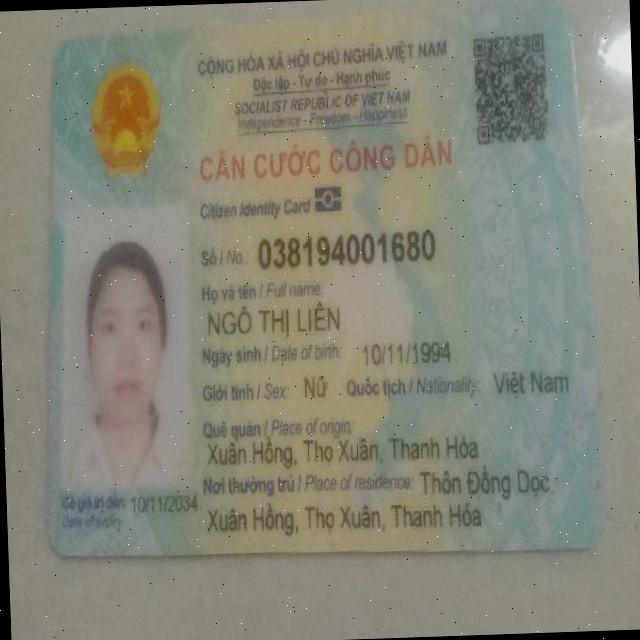 CỘNG HÒA XÃ HỘI CHỦ NGHĨA VIỆT NAM
Độc lập - Tự do - Hạnh phúc
SOCIALIST REPUBLIC OF VIET NAM
Independence - Freedom - Happiness
CĂN CƯỚC CÔNG DÂN
Citizen Identity Card
Số / No.: 038194001680
Họ và tên / Full name:
NGÔ THỊ LIÊN
Ngày sinh / Date of birth: 10/11/1994
Giới tính / Sex: Nữ Quốc tịch / Nationality: Việt Nam
Quê quán / Place of origin:
Xuân Hồng, Thọ Xuân, Thanh Hóa
Nơi thường trú / Place of residence: Thôn Đồng Dọc
Xuân Hồng, Thọ Xuân, Thanh Hóa
Có giá trị đến: 10/11/2034
Date of expiry